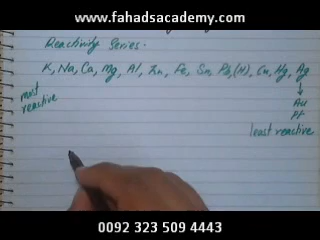 www.fahadsacademy.com
Reactivity Series.
K, Na, Ca, Mg, Al, Zn, Fe, Sn, Pb, (H), Cu, Hg, Ag
most
reactive
Au
Pt
least reactive
0092 323 509 4443